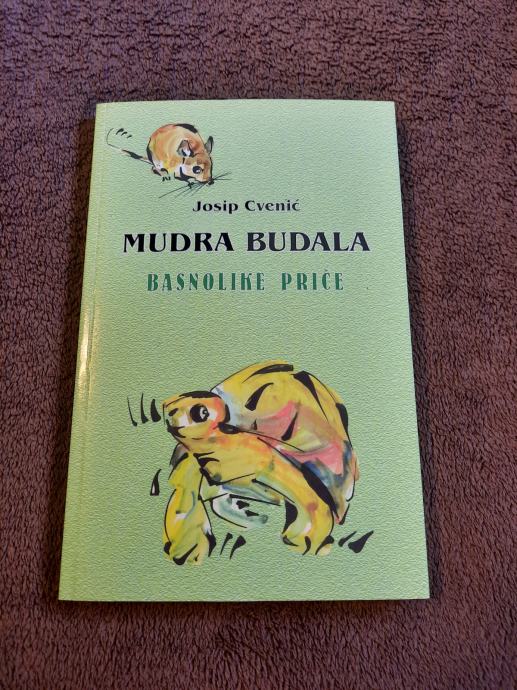 Josip Cvenić
MUDRA BUDALA
BASNOLIKE PRIČE